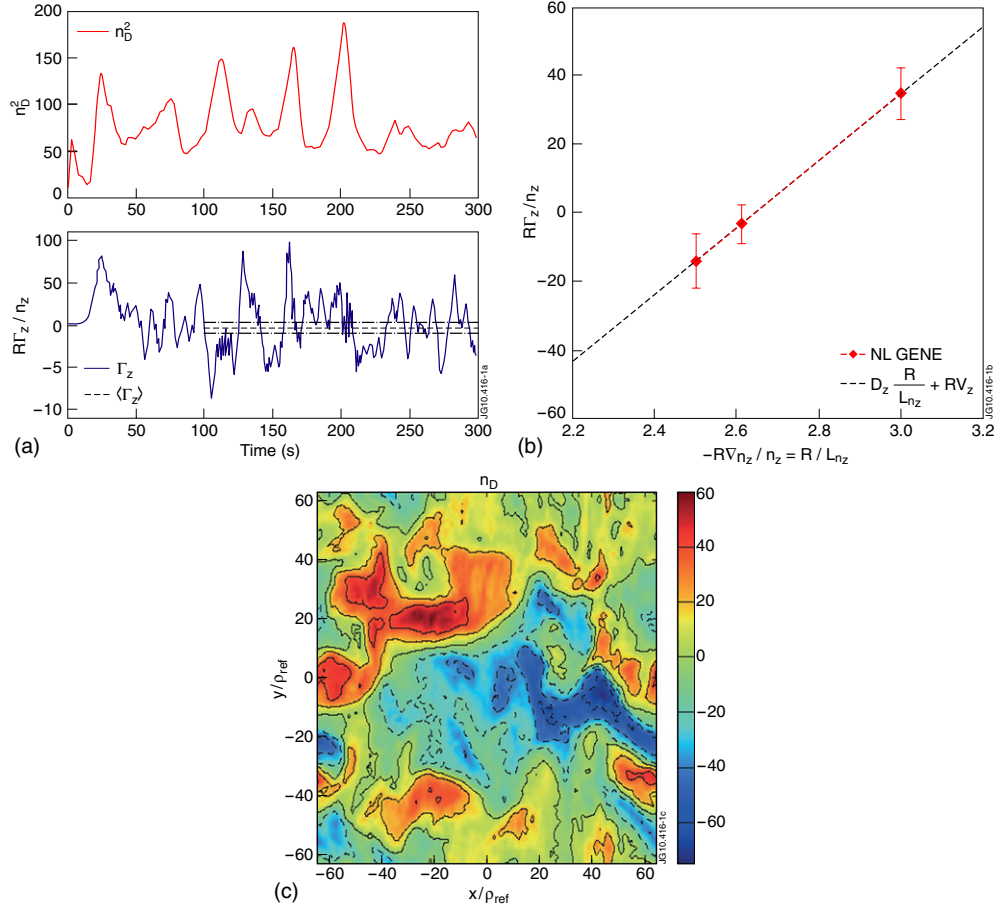 200
150
100
50
0
n_D^2
n_D^2
0 50 100 150 200 250 300
100
50
0
−5
−10
RΓ_z / n_z
Γ_z
⟨Γ_z⟩
0 50 100 150 200 250 300
Time (s)
JG10.416-1a
(a)
60
40
20
0
−20
−40
−60
RΓ_z / n_z
NL GENE
D_z R/L_{nz} + RV_z
2.2 2.4 2.6 2.8 3.0 3.2
−R∇n_z / n_z = R / L_{nz}
JG10.416-1b
(b)
n_D
60
40
20
0
−20
−40
−60
y/ρ_ref
−60 −40 −20 0 20 40 60
x/ρ_ref
60
40
20
0
−20
−40
−60
JG10.416-1c
(c)